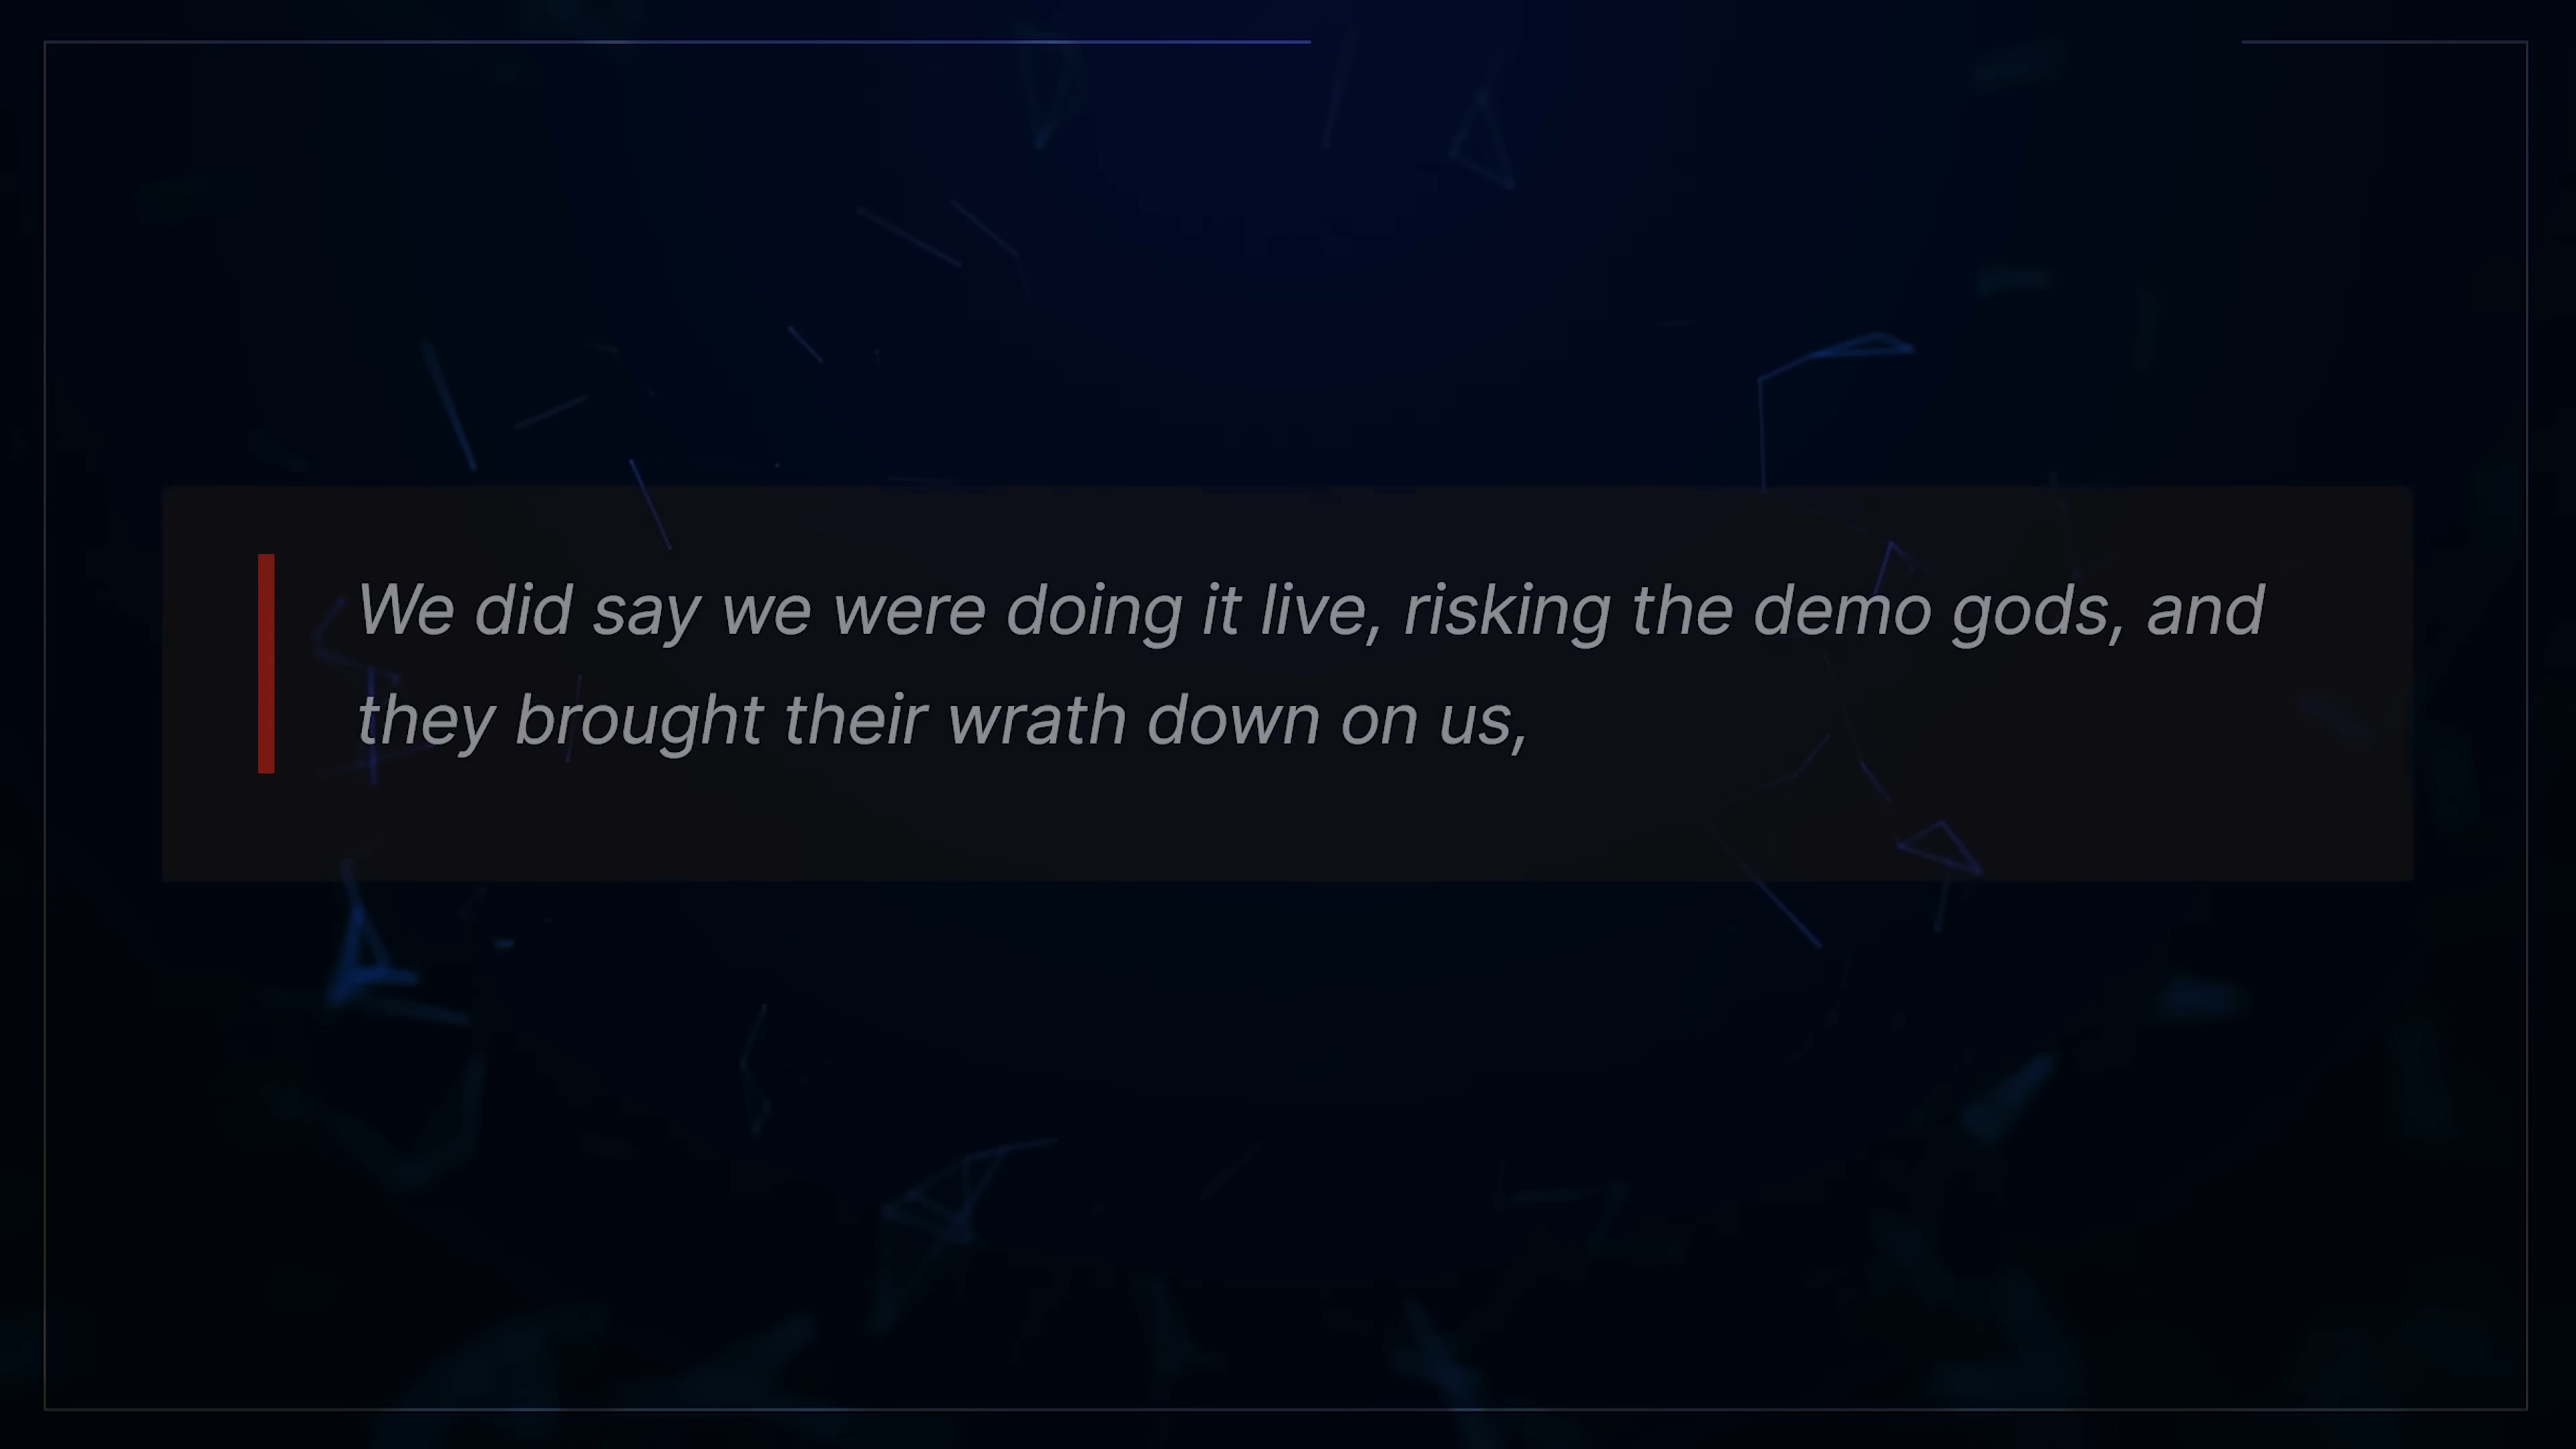 We did say we were doing it live, risking the demo gods, and
they brought their wrath down on us,